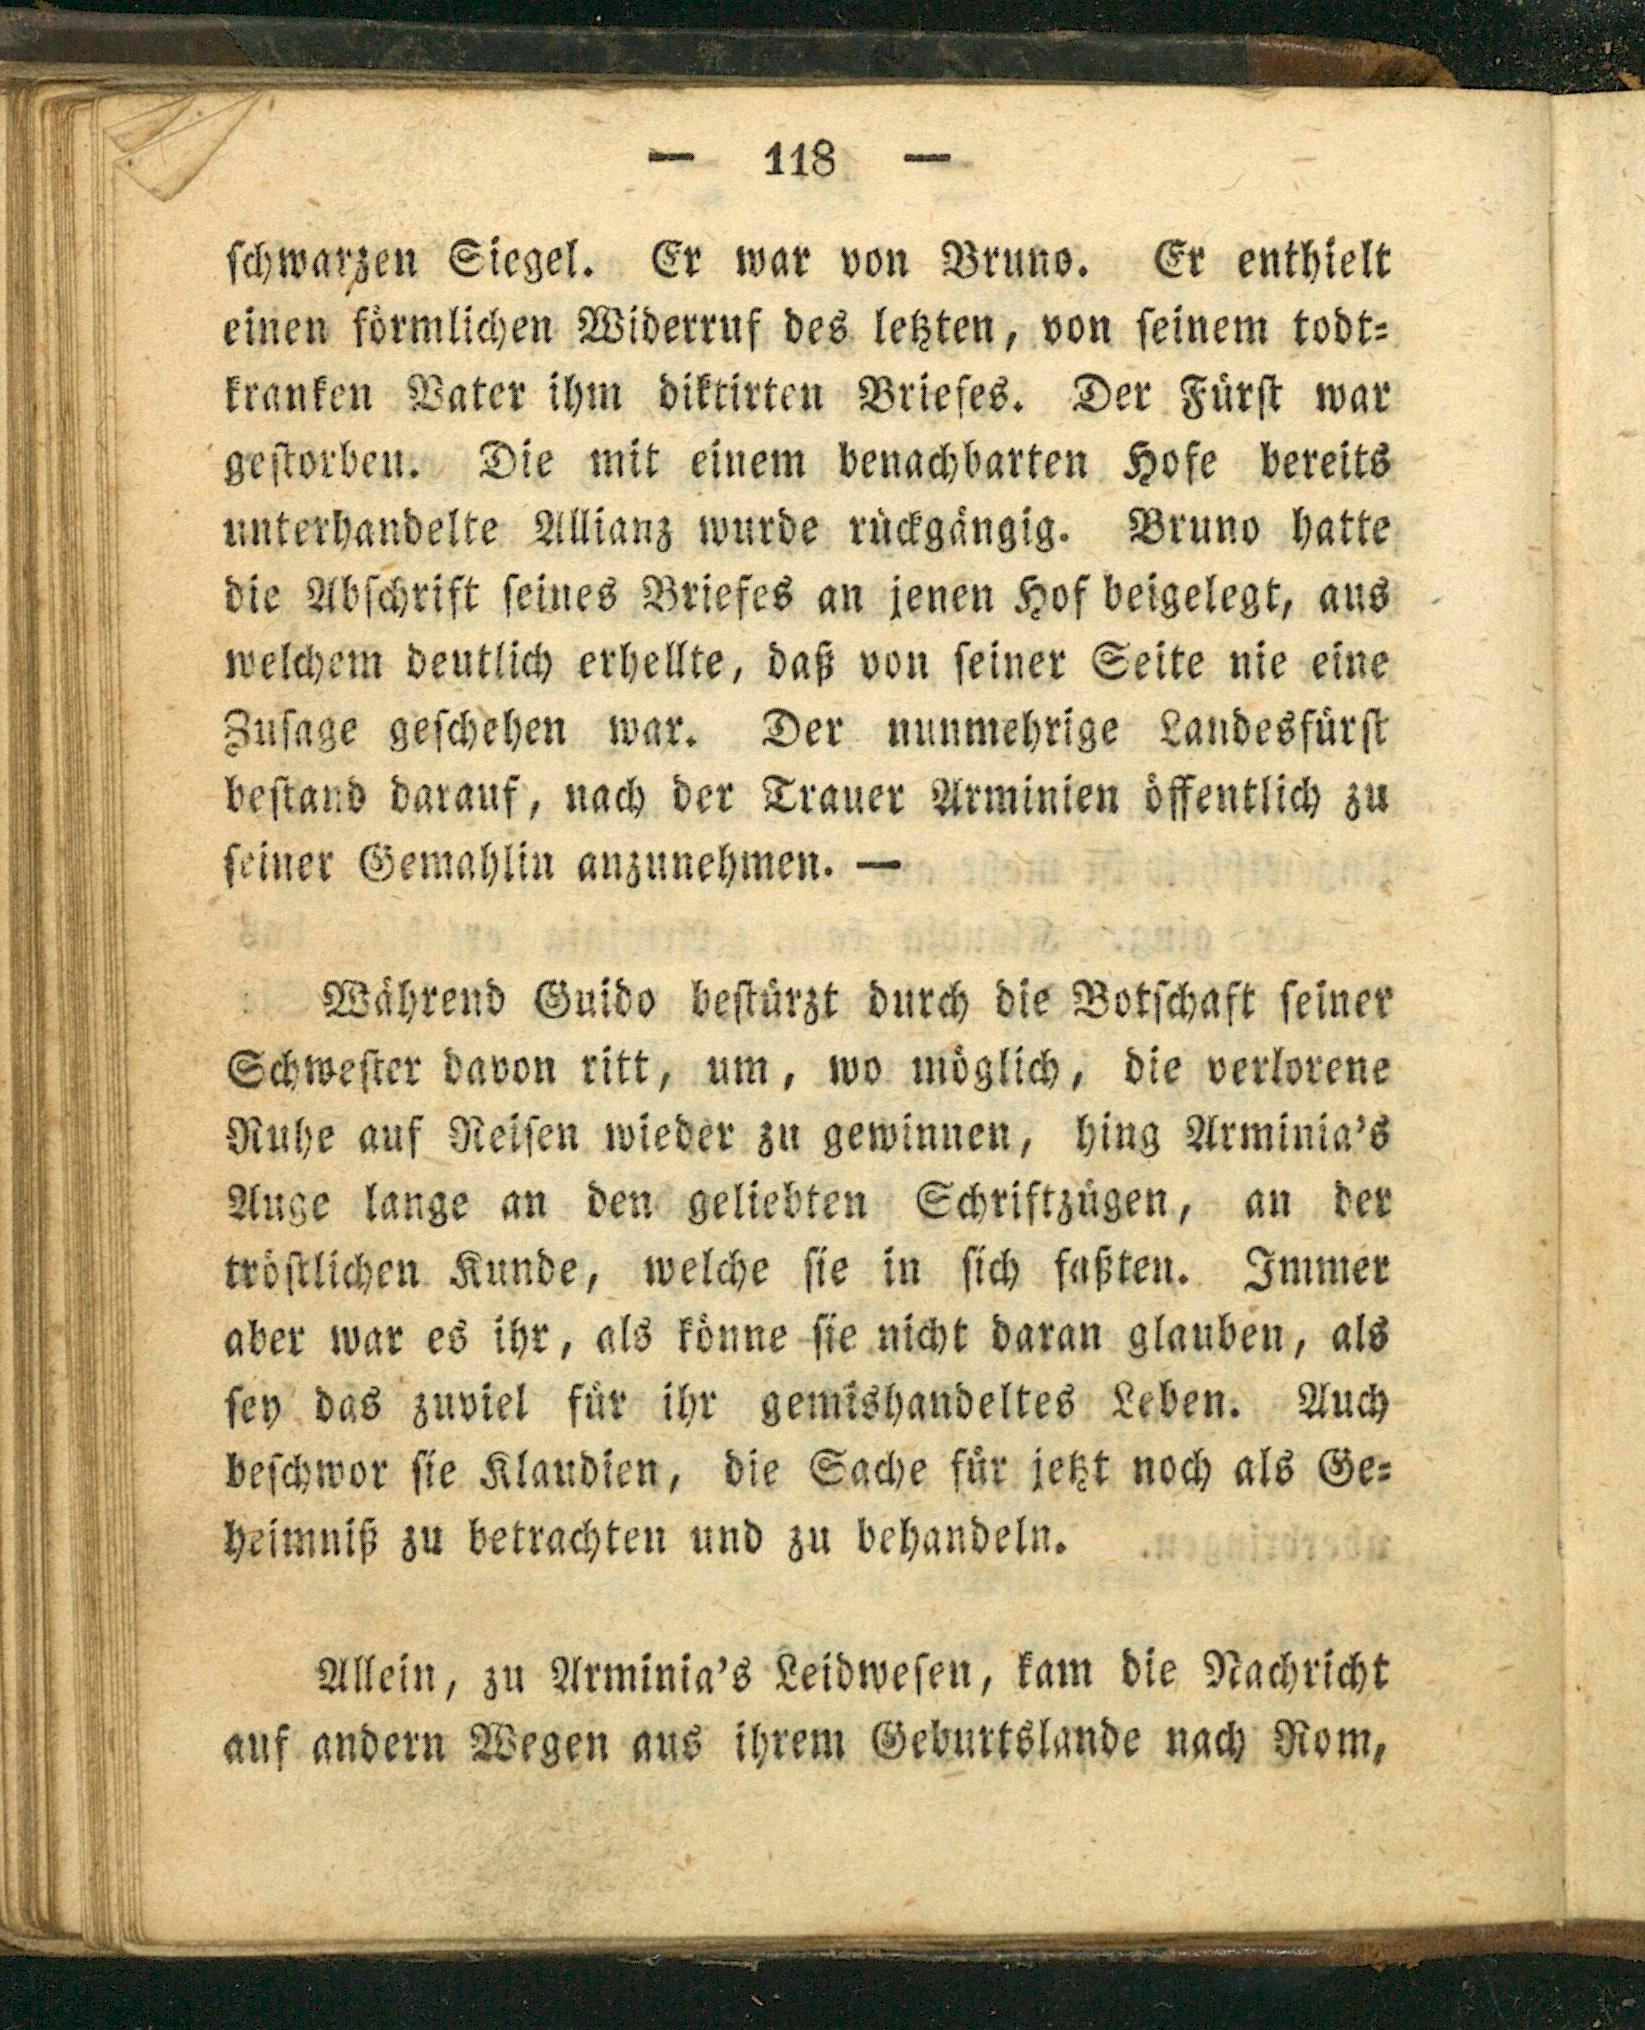 — 118 —
ſchwarzen Siegel. Er war von Bruno. Er enthielt
einen förmlichen Widerruf des letzten, von ſeinem todt-
kranken Vater ihm diktirten Briefes. Der Fürſt war
geſtorben. Die mit einem benachbarten Hofe bereits
unterhandelte Allianz wurde rückgängig. Bruno hatte
die Abſchrift ſeines Briefes an jenen Hof beigelegt, aus
welchem deutlich erhellte, daß von ſeiner Seite nie eine
Zuſage geſchehen war. Der nunmehrige Landesfürſt
beſtand darauf, nach der Trauer Arminien öffentlich zu
ſeiner Gemahlin anzunehmen. —
Während Guido beſtürzt durch die Botſchaft ſeiner
Schweſter davon ritt, um, wo möglich, die verlorene
Ruhe auf Reiſen wieder zu gewinnen, hing Arminia's
Auge lange an den geliebten Schriftzügen, an der
tröſtlichen Kunde, welche ſie in ſich faßten. Immer
aber war es ihr, als könne ſie nicht daran glauben, als
ſey das zuviel für ihr gemishandeltes Leben. Auch
beſchwor ſie Klaudien, die Sache für jetzt noch als Ge-
heimniß zu betrachten und zu behandeln.
Allein, zu Arminia's Leidweſen, kam die Nachricht
auf andern Wegen aus ihrem Geburtslande nach Rom,